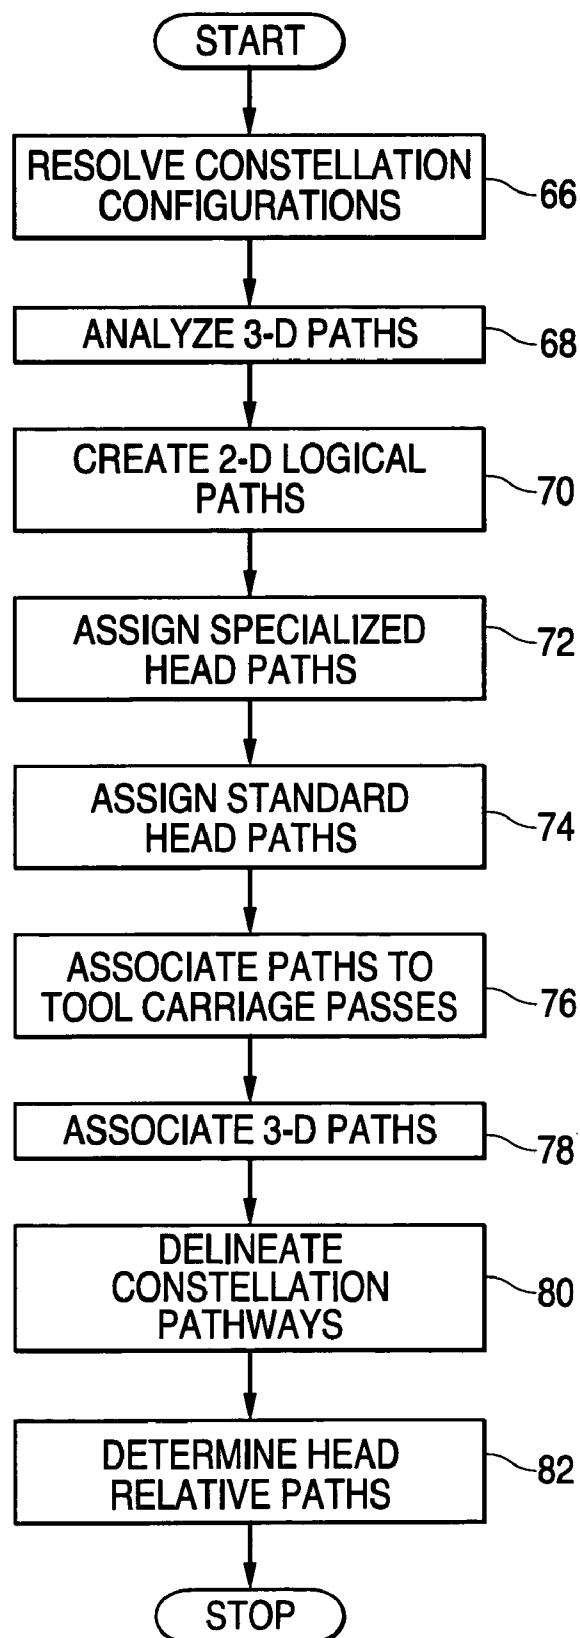 START
RESOLVE CONSTELLATION
CONFIGURATIONS
66
ANALYZE 3-D PATHS
68
CREATE 2-D LOGICAL
PATHS
70
ASSIGN SPECIALIZED
HEAD PATHS
72
ASSIGN STANDARD
HEAD PATHS
74
ASSOCIATE PATHS TO
TOOL CARRIAGE PASSES
76
ASSOCIATE 3-D PATHS
78
DELINEATE
CONSTELLATION
PATHWAYS
80
DETERMINE HEAD
RELATIVE PATHS
82
STOP